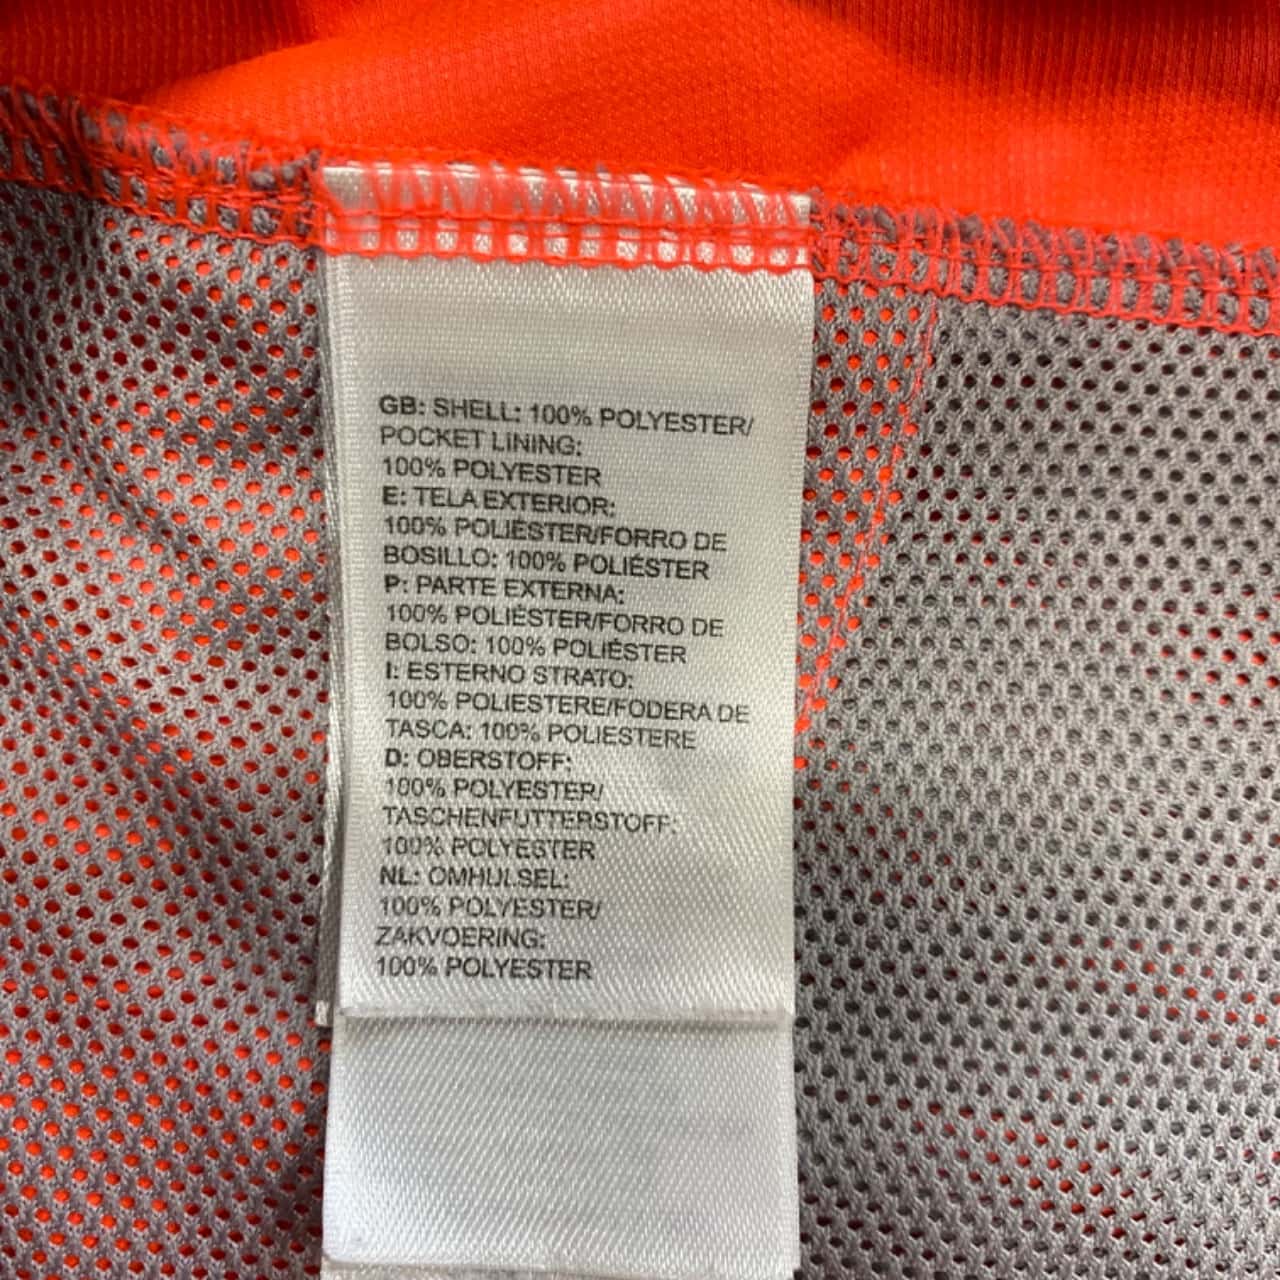 GB: SHELL: 100% POLYESTER/
POCKET LINING:
100% POLYESTER
E: TELA EXTERIOR:
100% POLIÉSTER/FORRO DE
BOSILLO: 100% POLIÉSTER
P: PARTE EXTERNA:
100% POLIÉSTER/FORRO DE
BOLSO: 100% POLIÉSTER
I: ESTERNO STRATO:
100% POLIESTERE/FODERA DE
TASCA: 100% POLIESTERE
D: OBERSTOFF:
100% POLYESTER/
TASCHENFUTTERSTOFF:
100% POLYESTER
NL: OMHULSEL:
100% POLYESTER/
ZAKVOERING:
100% POLYESTER